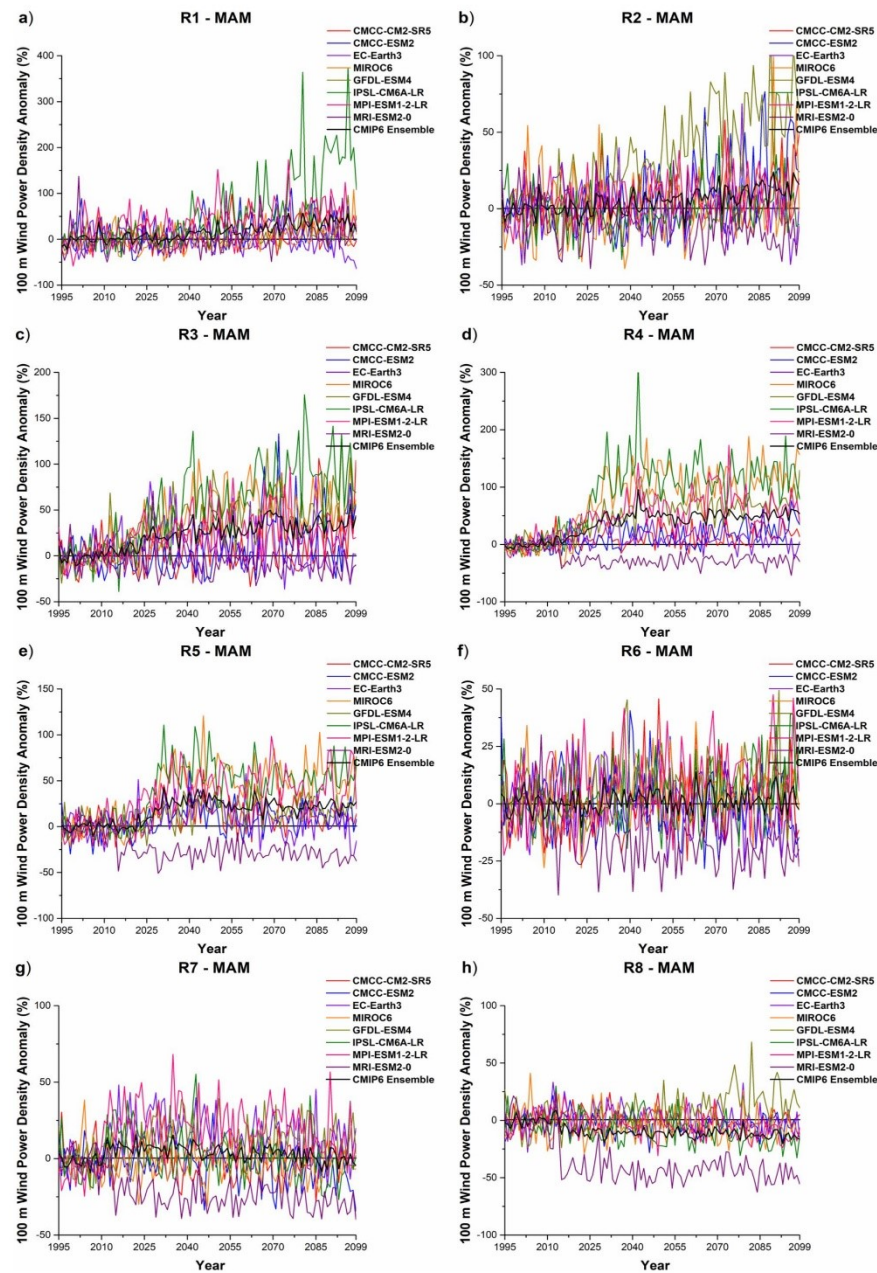 a) R1 - MAM
CMCC-CM2-SR5
CMCC-ESM2
EC-Earth3
MIROC6
GFDL-ESM4
IPSL-CM6A-LR
MPI-ESM1-2-LR
MRI-ESM2-0
CMIP6 Ensemble
100 m Wind Power Density Anomaly (%)
400
300
200
100
0
-100
1995 2010 2025 2040 2055 2070 2085 2099
Year
b) R2 - MAM
CMCC-CM2-SR5
CMCC-ESM2
EC-Earth3
MIROC6
GFDL-ESM4
IPSL-CM6A-LR
MPI-ESM1-2-LR
MRI-ESM2-0
CMIP6 Ensemble
100 m Wind Power Density Anomaly (%)
100
50
0
-50
1995 2010 2025 2040 2055 2070 2085 2099
Year
c) R3 - MAM
CMCC-CM2-SR5
CMCC-ESM2
EC-Earth3
MIROC6
GFDL-ESM4
IPSL-CM6A-LR
MPI-ESM1-2-LR
MRI-ESM2-0
CMIP6 Ensemble
100 m Wind Power Density Anomaly (%)
200
150
100
50
0
-50
1995 2010 2025 2040 2055 2070 2085 2099
Year
d) R4 - MAM
CMCC-CM2-SR5
CMCC-ESM2
EC-Earth3
MIROC6
GFDL-ESM4
IPSL-CM6A-LR
MPI-ESM1-2-LR
MRI-ESM2-0
CMIP6 Ensemble
100 m Wind Power Density Anomaly (%)
300
200
100
0
-100
1995 2010 2025 2040 2055 2070 2085 2099
Year
e) R5 - MAM
CMCC-CM2-SR5
CMCC-ESM2
EC-Earth3
MIROC6
GFDL-ESM4
IPSL-CM6A-LR
MPI-ESM1-2-LR
MRI-ESM2-0
CMIP6 Ensemble
100 m Wind Power Density Anomaly (%)
150
100
50
0
-50
-100
1995 2010 2025 2040 2055 2070 2085 2099
Year
f) R6 - MAM
CMCC-CM2-SR5
CMCC-ESM2
EC-Earth3
MIROC6
GFDL-ESM4
IPSL-CM6A-LR
MPI-ESM1-2-LR
MRI-ESM2-0
CMIP6 Ensemble
100 m Wind Power Density Anomaly (%)
50
25
0
-25
-50
1995 2010 2025 2040 2055 2070 2085 2099
Year
g) R7 - MAM
CMCC-CM2-SR5
CMCC-ESM2
EC-Earth3
MIROC6
GFDL-ESM4
IPSL-CM6A-LR
MPI-ESM1-2-LR
MRI-ESM2-0
CMIP6 Ensemble
100 m Wind Power Density Anomaly (%)
100
50
0
-50
1995 2010 2025 2040 2055 2070 2085 2099
Year
h) R8 - MAM
CMCC-CM2-SR5
CMCC-ESM2
EC-Earth3
MIROC6
GFDL-ESM4
IPSL-CM6A-LR
MPI-ESM1-2-LR
MRI-ESM2-0
CMIP6 Ensemble
100 m Wind Power Density Anomaly (%)
100
50
0
-50
-100
1995 2010 2025 2040 2055 2070 2085 2099
Year